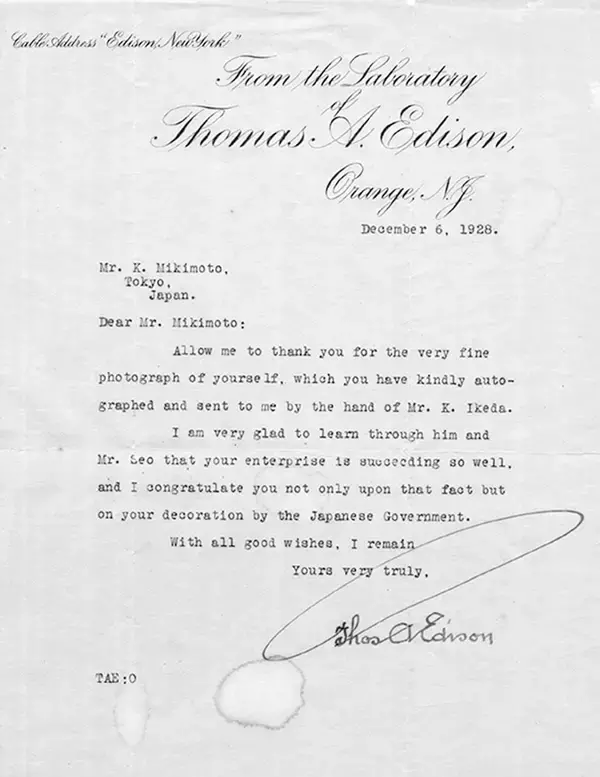 Cable Address "Edison, New York"
From the Laboratory
of
Thomas A. Edison,
Orange, N.J.
December 6, 1928.
Mr. K. Mikimoto,
Tokyo,
Japan.
Dear Mr. Mikimoto:
Allow me to thank you for the very fine
photograph of yourself, which you have kindly auto-
graphed and sent to me by the hand of Mr. K. Ikeda.
I am very glad to learn through him and
Mr. Seo that your enterprise is succeeding so well,
and I congratulate you not only upon that fact but
on your decoration by the Japanese Government.
With all good wishes, I remain
Yours very truly,
Thos A Edison
TAE:O